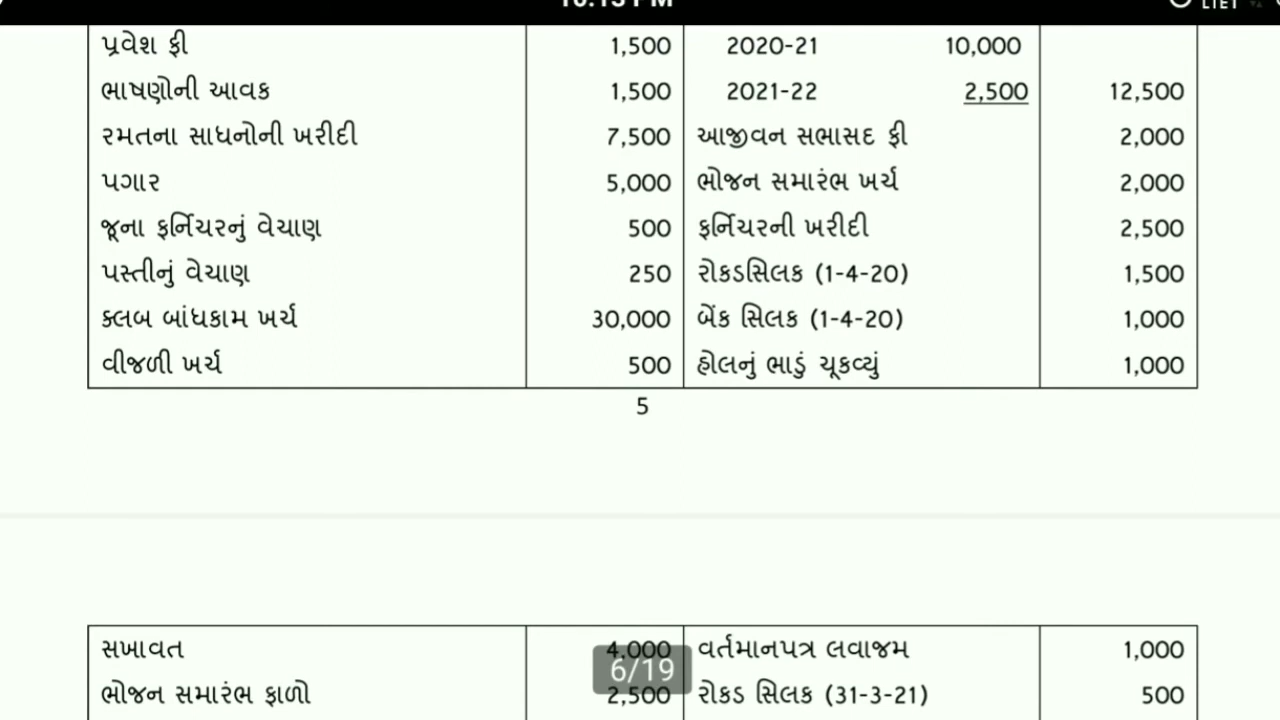 10:15 PM
LTE1
પ્રવેશ ફી 1,500 2020-21 10,000
ભાષણોની આવક 1,500 2021-22 2,500 12,500
રમતના સાધનોની ખરીદી 7,500 આજીવન સભાસદ ફી 2,000
પગાર 5,000 ભોજન સમારંભ ખર્ચ 2,000
જૂના ફર્નિચરનું વેચાણ 500 ફર્નિચરની ખરીદી 2,500
પસ્તીનું વેચાણ 250 રોકડસિલક (1-4-20) 1,500
ક્લબ બાંધકામ ખર્ચ 30,000 બેંક સિલક (1-4-20) 1,000
વીજળી ખર્ચ 500 હોલનું ભાડું ચૂકવ્યું 1,000
5
સખાવત 4,000 વર્તમાનપત્ર લવાજમ 1,000
6/19
ભોજન સમારંભ ફાળો 2,500 રોકડ સિલક (31-3-21) 500